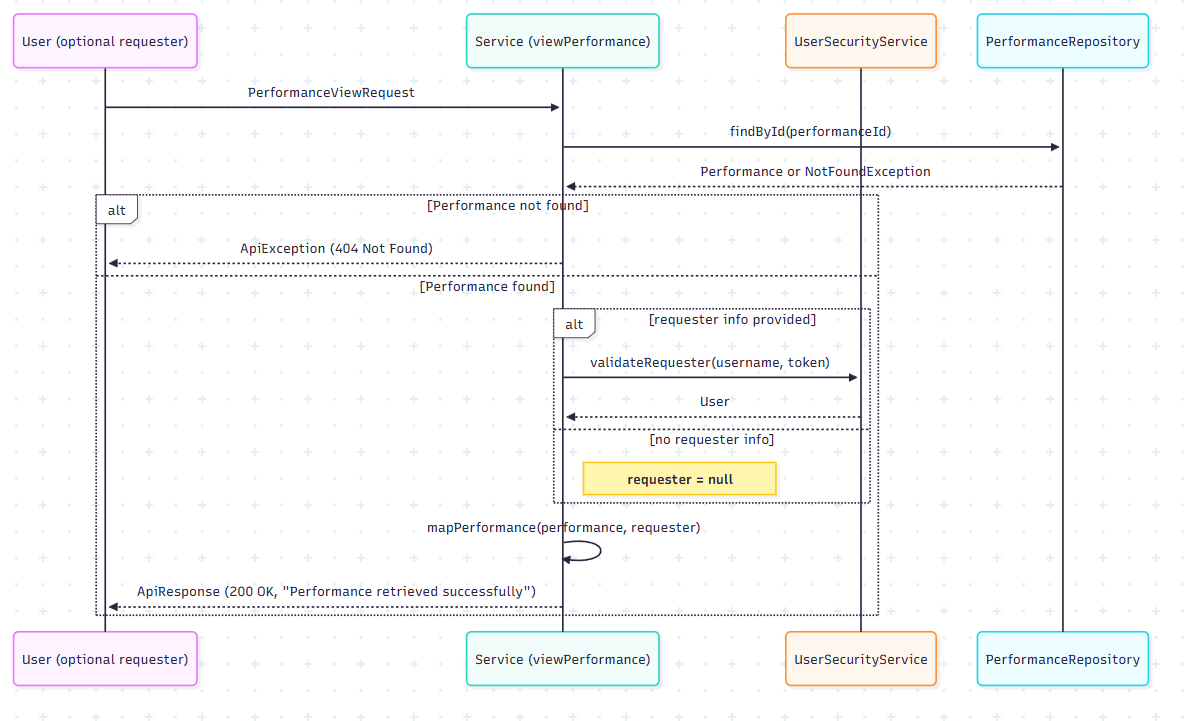 User (optional requester)
Service (viewPerformance)
UserSecurityService
PerformanceRepository
PerformanceViewRequest
findById(performanceId)
Performance or NotFoundException
alt
[Performance not found]
ApiException (404 Not Found)
[Performance found]
alt
[requester info provided]
validateRequester(username, token)
User
[no requester info]
requester = null
mapPerformance(performance, requester)
ApiResponse (200 OK, "Performance retrieved successfully")
User (optional requester)
Service (viewPerformance)
UserSecurityService
PerformanceRepository